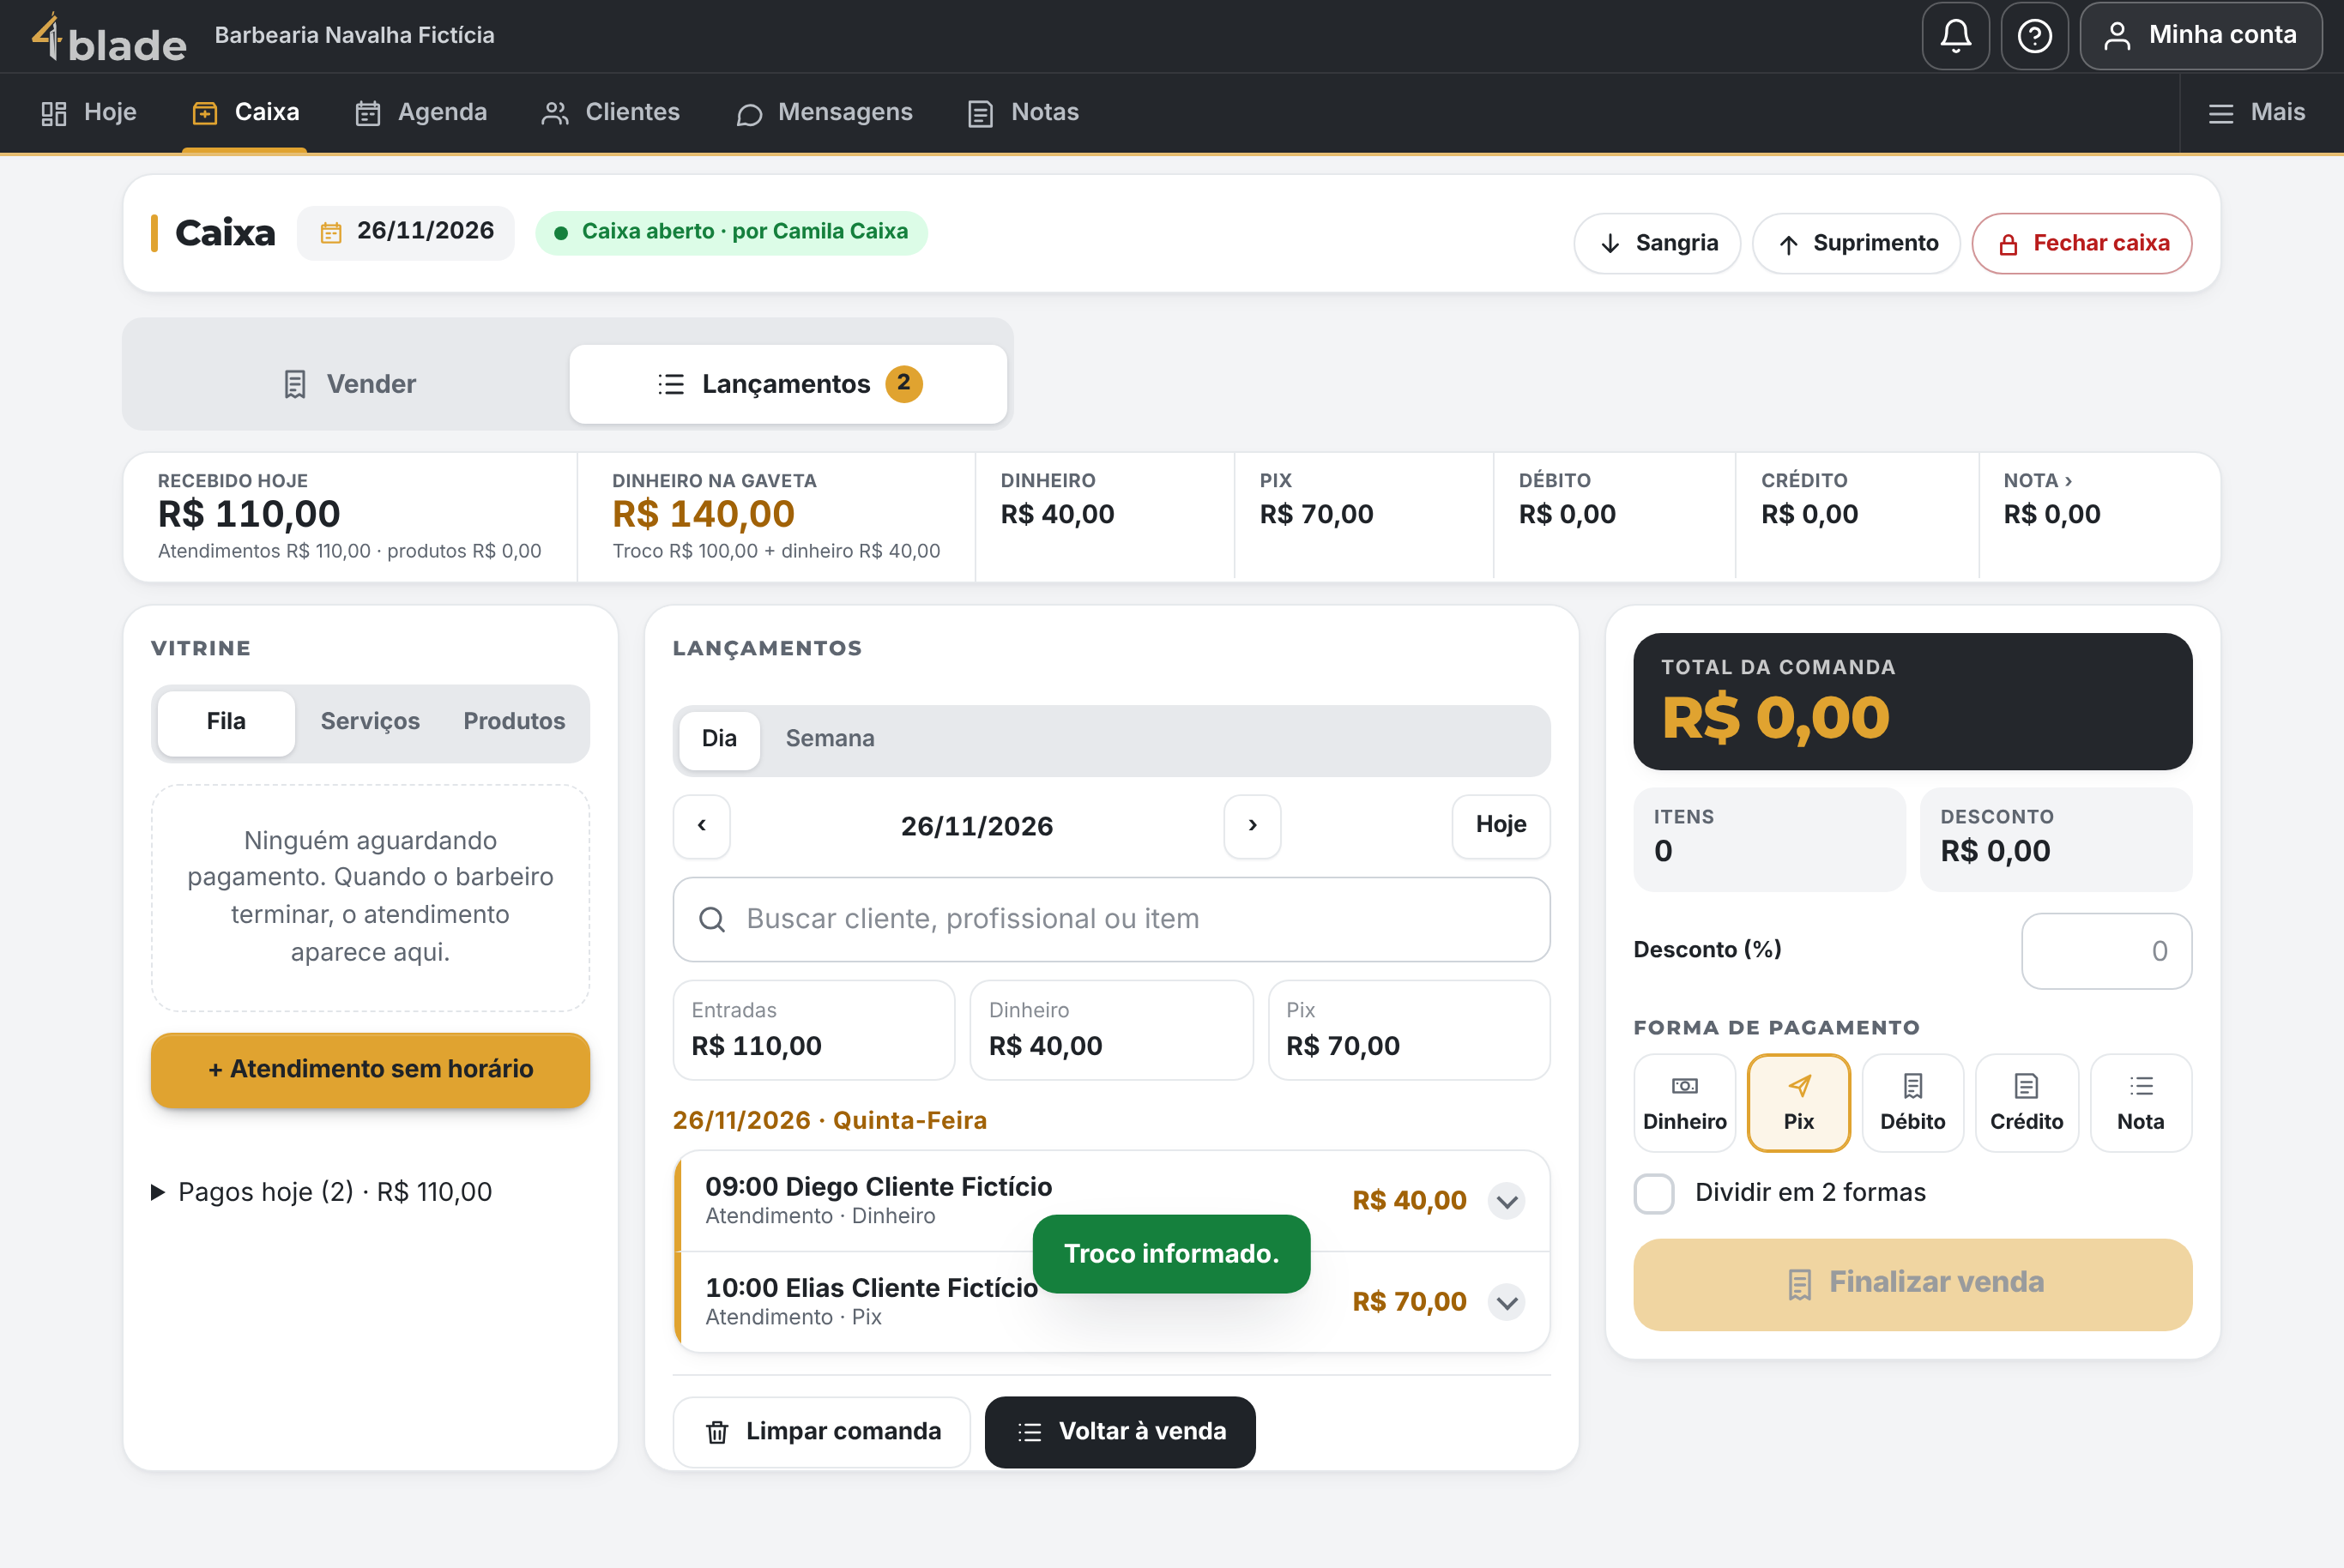 4blade
Barbearia Navalha Fictícia
Minha conta
Hoje
Caixa
Agenda
Clientes
Mensagens
Notas
Mais
Caixa
26/11/2026
Caixa aberto · por Camila Caixa
Sangria
Suprimento
Fechar caixa
Vender
Lançamentos 2
RECEBIDO HOJE
R$ 110,00
Atendimentos R$ 110,00 · produtos R$ 0,00
DINHEIRO NA GAVETA
R$ 140,00
Troco R$ 100,00 + dinheiro R$ 40,00
DINHEIRO
R$ 40,00
PIX
R$ 70,00
DÉBITO
R$ 0,00
CRÉDITO
R$ 0,00
NOTA ›
R$ 0,00
VITRINE
Fila
Serviços
Produtos
Ninguém aguardando
pagamento. Quando o barbeiro
terminar, o atendimento
aparece aqui.
+ Atendimento sem horário
Pagos hoje (2) · R$ 110,00
LANÇAMENTOS
Dia
Semana
‹
26/11/2026
›
Hoje
Buscar cliente, profissional ou item
Entradas
R$ 110,00
Dinheiro
R$ 40,00
Pix
R$ 70,00
26/11/2026 · Quinta-Feira
09:00 Diego Cliente Fictício
Atendimento · Dinheiro
R$ 40,00
Troco informado.
10:00 Elias Cliente Fictício
Atendimento · Pix
R$ 70,00
Limpar comanda
Voltar à venda
TOTAL DA COMANDA
R$ 0,00
ITENS
0
DESCONTO
R$ 0,00
Desconto (%)
0
FORMA DE PAGAMENTO
Dinheiro
Pix
Débito
Crédito
Nota
Dividir em 2 formas
Finalizar venda